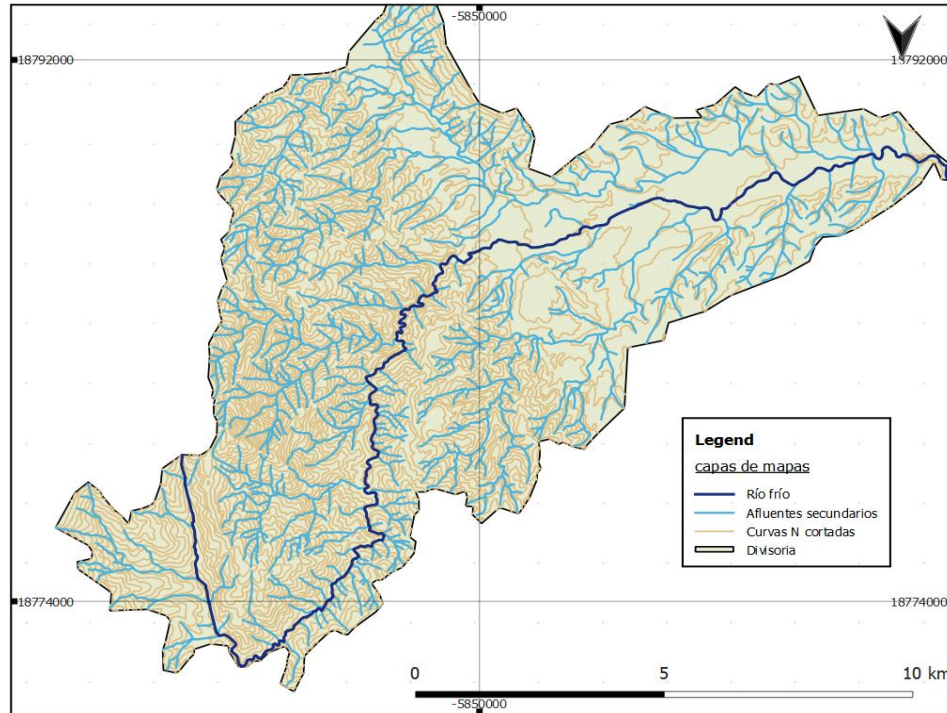 -5850000
18792000
18792000
Legend
capas de mapas
Río frío
Afluentes secundarios
Curvas N cortadas
Divisoria
18774000
18774000
0 5 10 km
-5850000